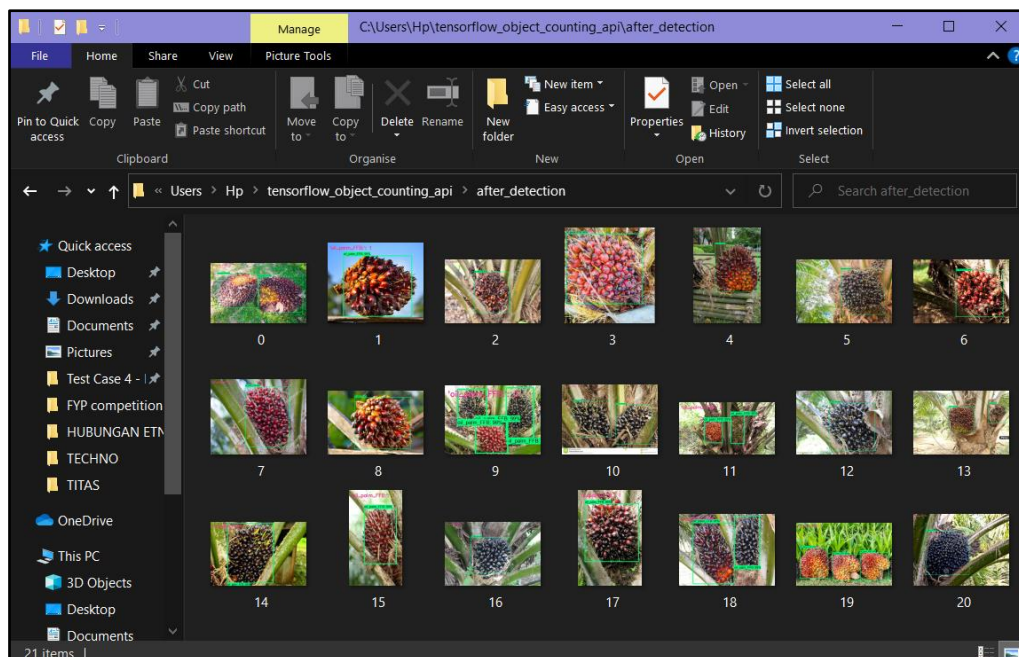 Manage C:\Users\Hp\tensorflow_object_counting_api\after_detection
File Home Share View Picture Tools
Pin to Quick access
Copy
Paste
Cut
Copy path
Paste shortcut
Clipboard
Move to
Copy to
Delete
Rename
Organise
New folder
New item
Easy access
New
Properties
Open
Edit
History
Open
Select all
Select none
Invert selection
Select
« Users > Hp > tensorflow_object_counting_api > after_detection
Search after_detection
Quick access
Desktop
Downloads
Documents
Pictures
Test Case 4 - I
FYP competition
HUBUNGAN ETN
TECHNO
TITAS
OneDrive
This PC
3D Objects
Desktop
Documents
0 1 2 3 4 5 6
7 8 9 10 11 12 13
14 15 16 17 18 19 20
21 items